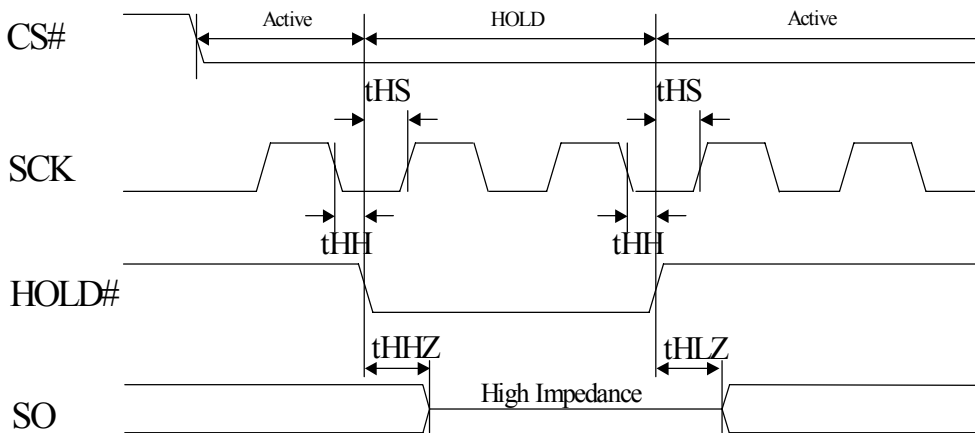 Active HOLD Active
CS#
tHS tHS
SCK
tHH tHH
HOLD#
tHHZ tHLZ
High Impedance
SO